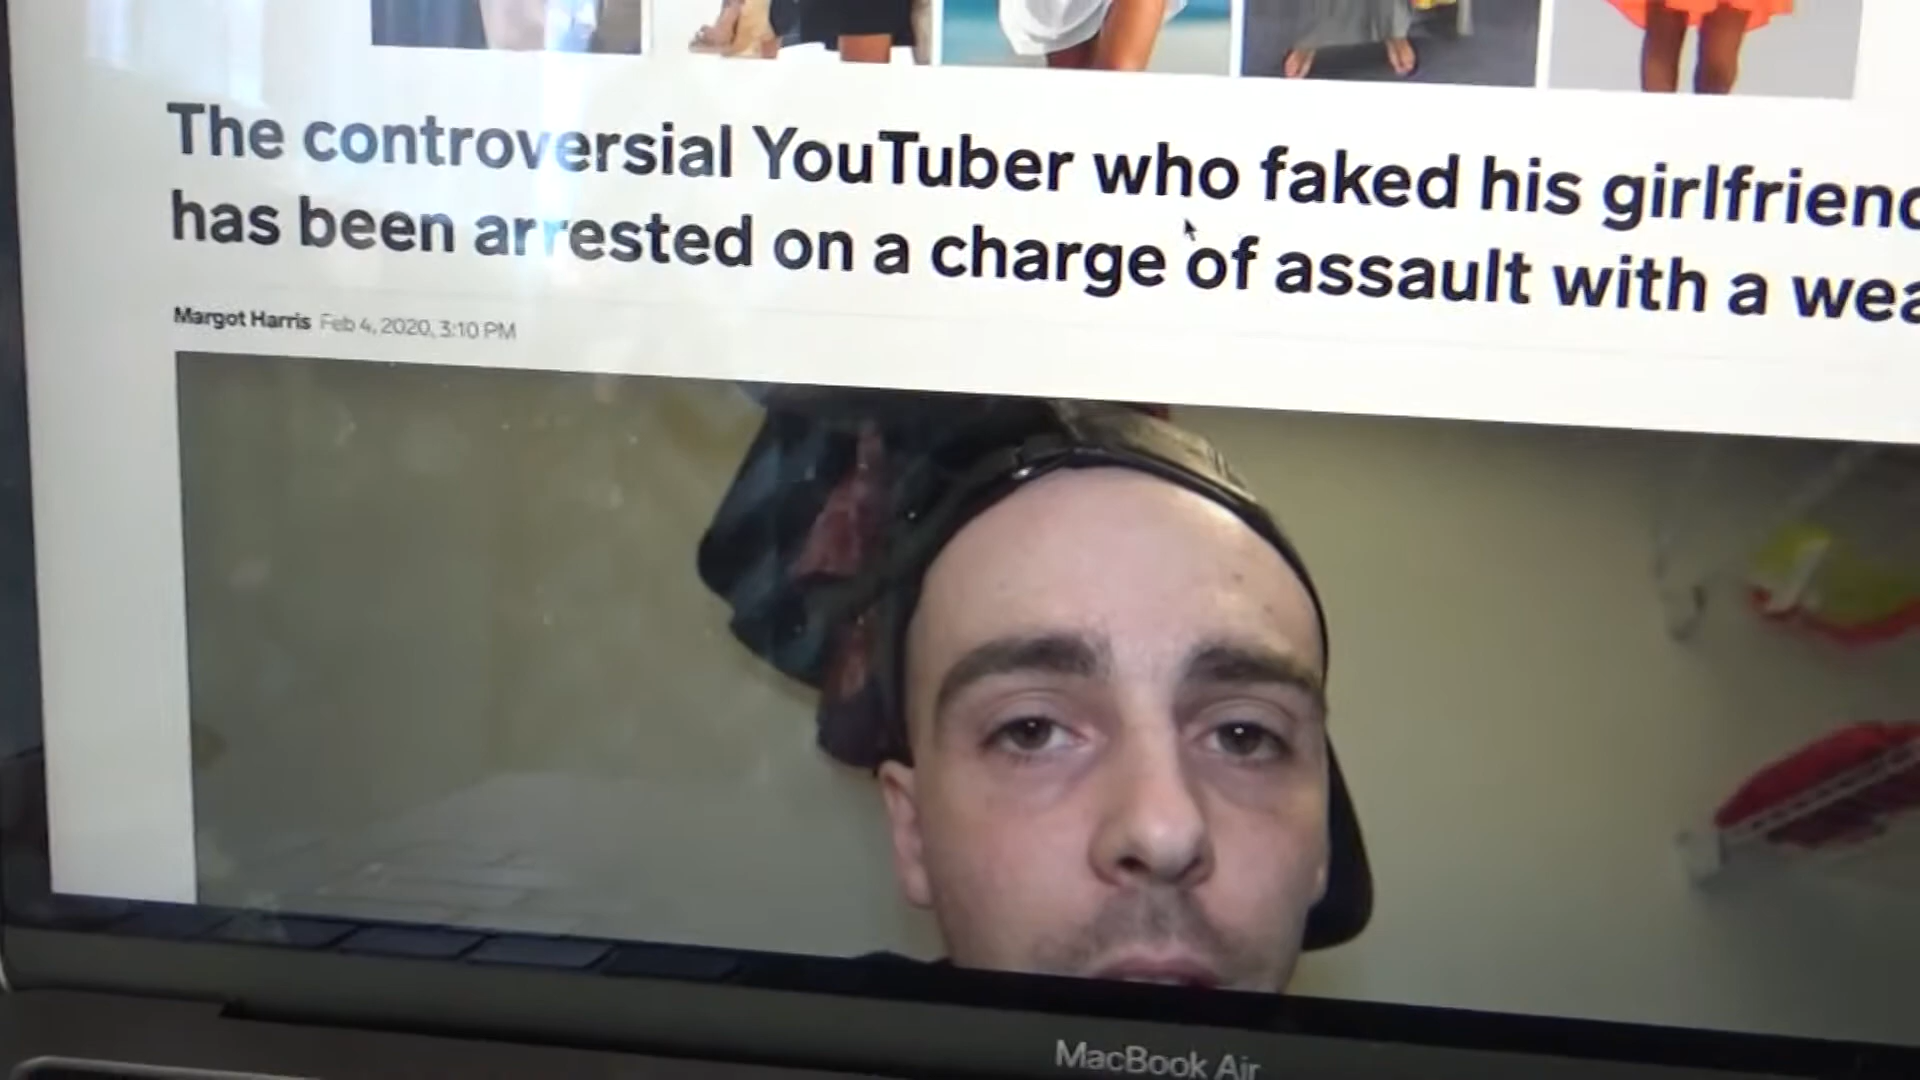 The controversial YouTuber who faked his girlfriend
has been arrested on a charge of assault with a wea
Margot Harris Feb 4, 2020, 3:10 PM
MacBook Air